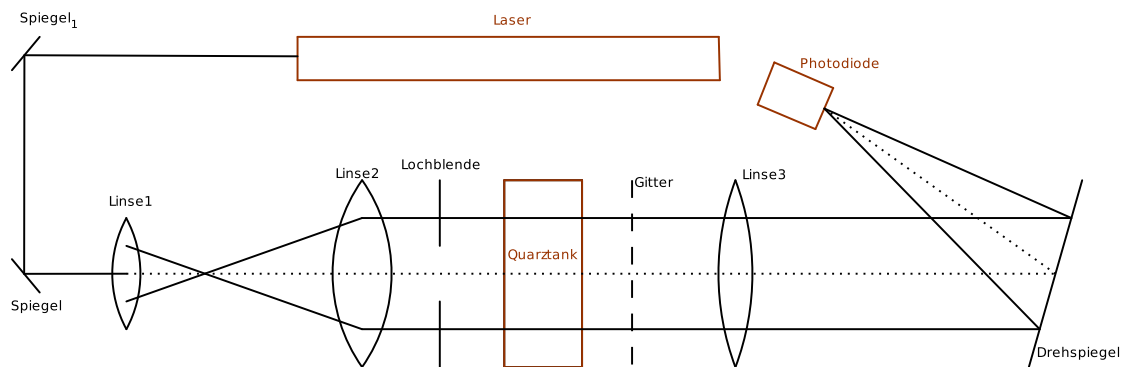 Spiegel1
Laser
Photodiode
Linse1
Linse2
Lochblende
Gitter
Linse3
Quarztank
Spiegel
Drehspiegel